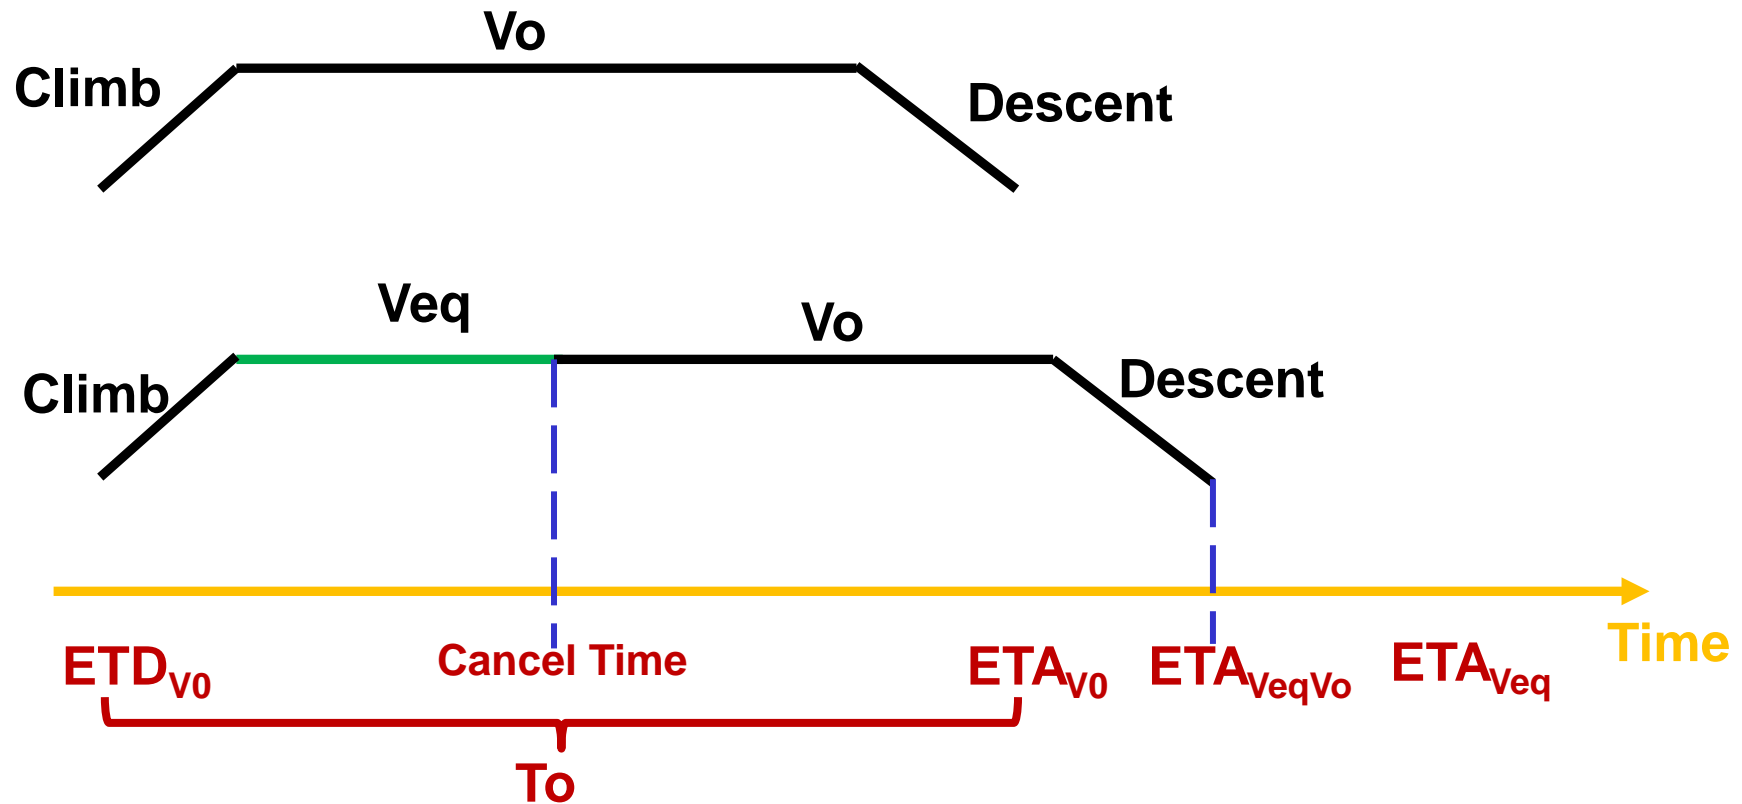 Vo
Climb
Descent
Veq
Vo
Climb
Descent
Time
ETDV0
Cancel Time
ETAV0
ETAVeqVo
ETAVeq
To